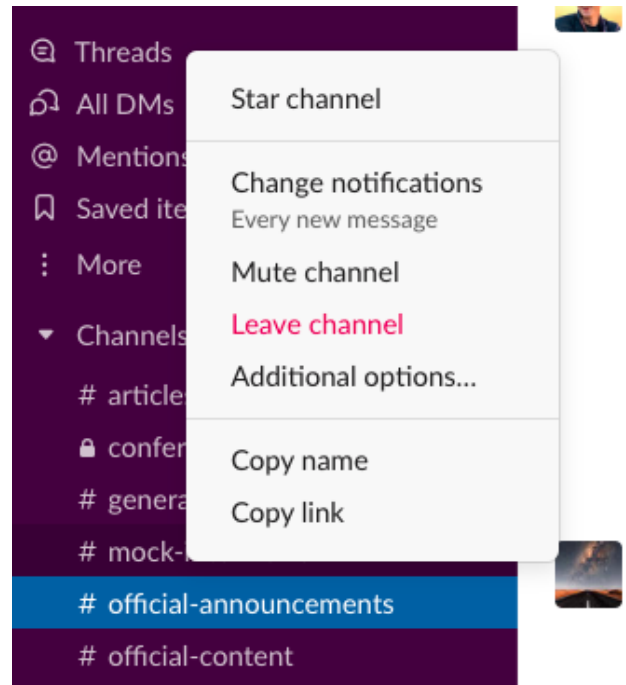 Threads
All DMs
Mentions
Saved ite
More
Channels
# article
confer
# genera
# mock-
# official-announcements
# official-content
Star channel
Change notifications
Every new message
Mute channel
Leave channel
Additional options...
Copy name
Copy link